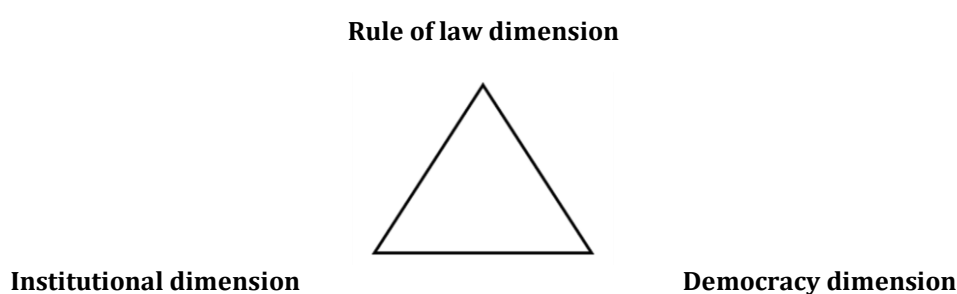 Rule of law dimension
Institutional dimension
Democracy dimension